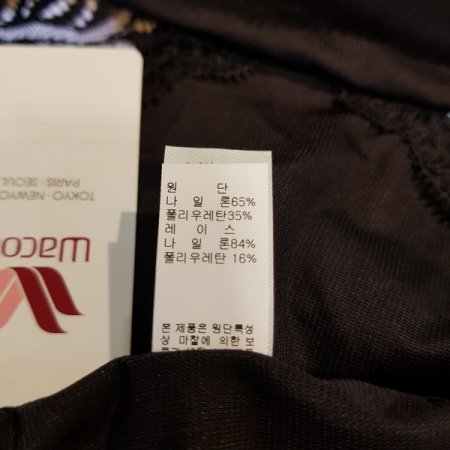 TOKYO·NEWYO
PARIS·SEOUL
Waco
원 단
나 일 론65%
폴리우레탄35%
레 이 스
나 일 론84%
폴리우레탄 16%
본 제품은 원단특성
상 마찰에 의한 보